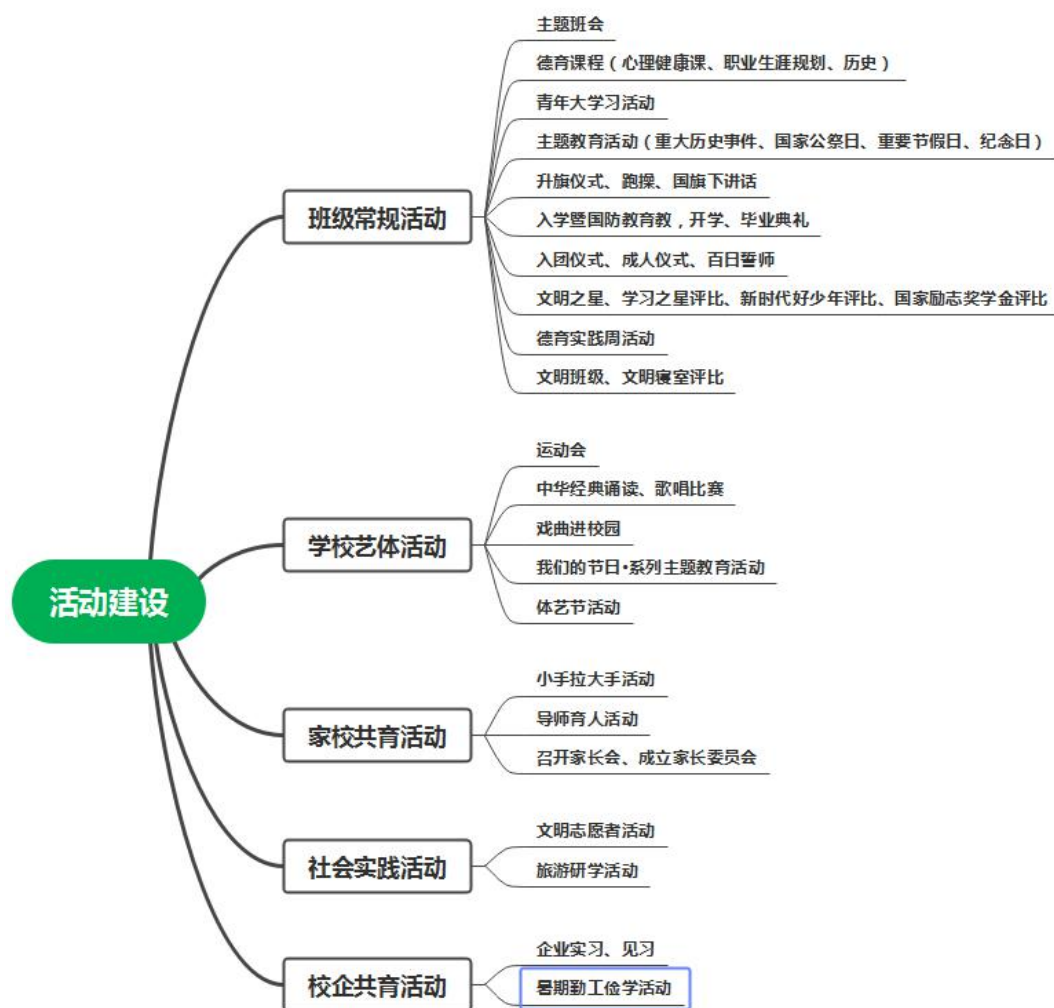 活动建设
班级常规活动
主题班会
德育课程（心理健康课、职业生涯规划、历史）
青年大学习活动
主题教育活动（重大历史事件、国家公祭日、重要节假日、纪念日）
升旗仪式、跑操、国旗下讲话
入学暨国防教育教，开学、毕业典礼
入团仪式、成人仪式、百日誓师
文明之星、学习之星评比、新时代好少年评比、国家励志奖学金评比
德育实践周活动
文明班级、文明寝室评比
学校艺体活动
运动会
中华经典诵读、歌唱比赛
戏曲进校园
我们的节日•系列主题教育活动
体艺节活动
家校共育活动
小手拉大手活动
导师育人活动
召开家长会、成立家长委员会
社会实践活动
文明志愿者活动
旅游研学活动
校企共育活动
企业实习、见习
暑期勤工俭学活动